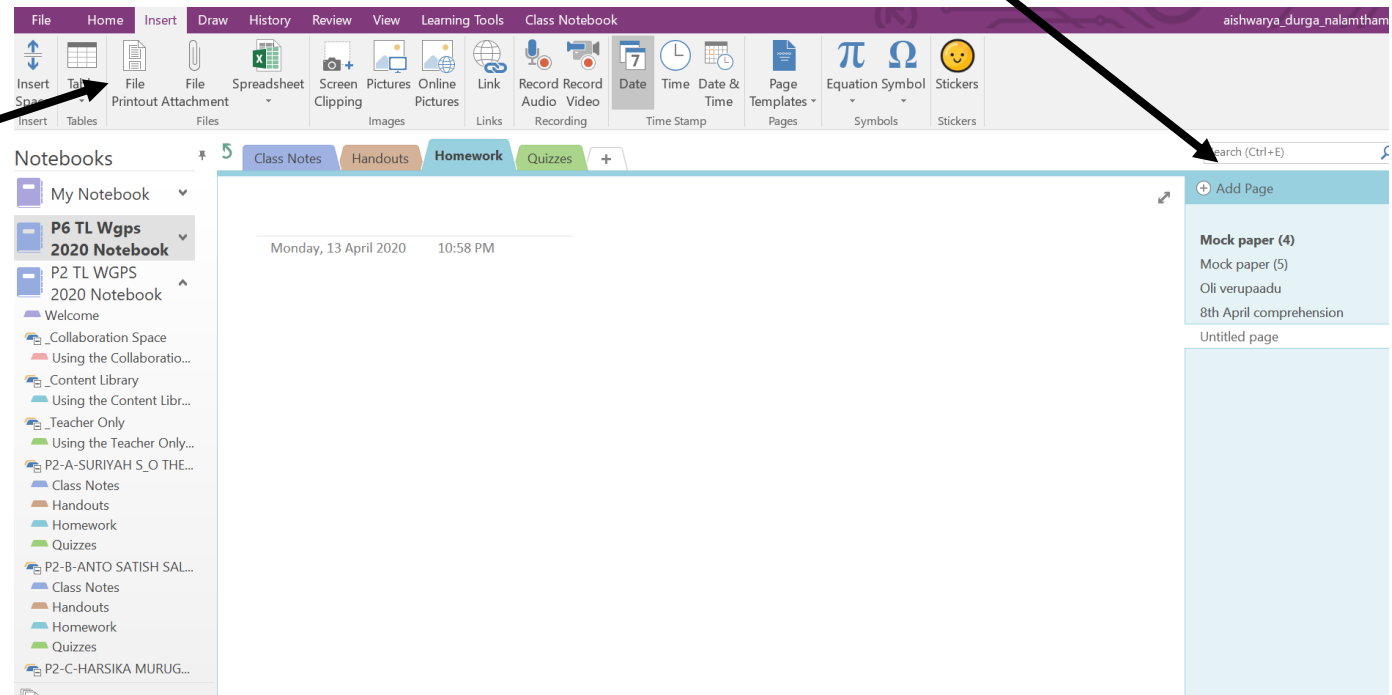 File Home Insert Draw History Review View Learning Tools Class Notebook aishwarya_durga_nalamtham
Insert Space
Table
File Printout
File Attachment
Spreadsheet
Screen Clipping
Pictures
Online Pictures
Link
Record Audio
Record Video
Date
Time
Date & Time
Page Templates
Equation
Symbol
Stickers
Insert Tables Files Images Links Recording Time Stamp Pages Symbols Stickers
Notebooks
Class Notes Handouts Homework Quizzes +
Search (Ctrl+E)
My Notebook
P6 TL Wgps
2020 Notebook
P2 TL WGPS
2020 Notebook
Welcome
_Collaboration Space
Using the Collaboratio...
_Content Library
Using the Content Libr...
_Teacher Only
Using the Teacher Only...
P2-A-SURIYAH S_O THE...
Class Notes
Handouts
Homework
Quizzes
P2-B-ANTO SATISH SAL...
Class Notes
Handouts
Homework
Quizzes
P2-C-HARSIKA MURUG...
Monday, 13 April 2020 10:58 PM
Add Page
Mock paper (4)
Mock paper (5)
Oli verupaadu
8th April comprehension
Untitled page